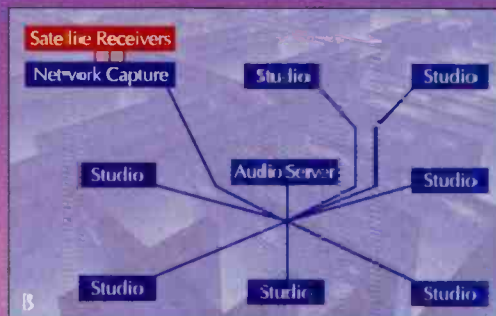 Satellite Receivers
Network Capture
Studio
Studio
Studio
Audio Server
Studio
Studio
Studio
Studio
B